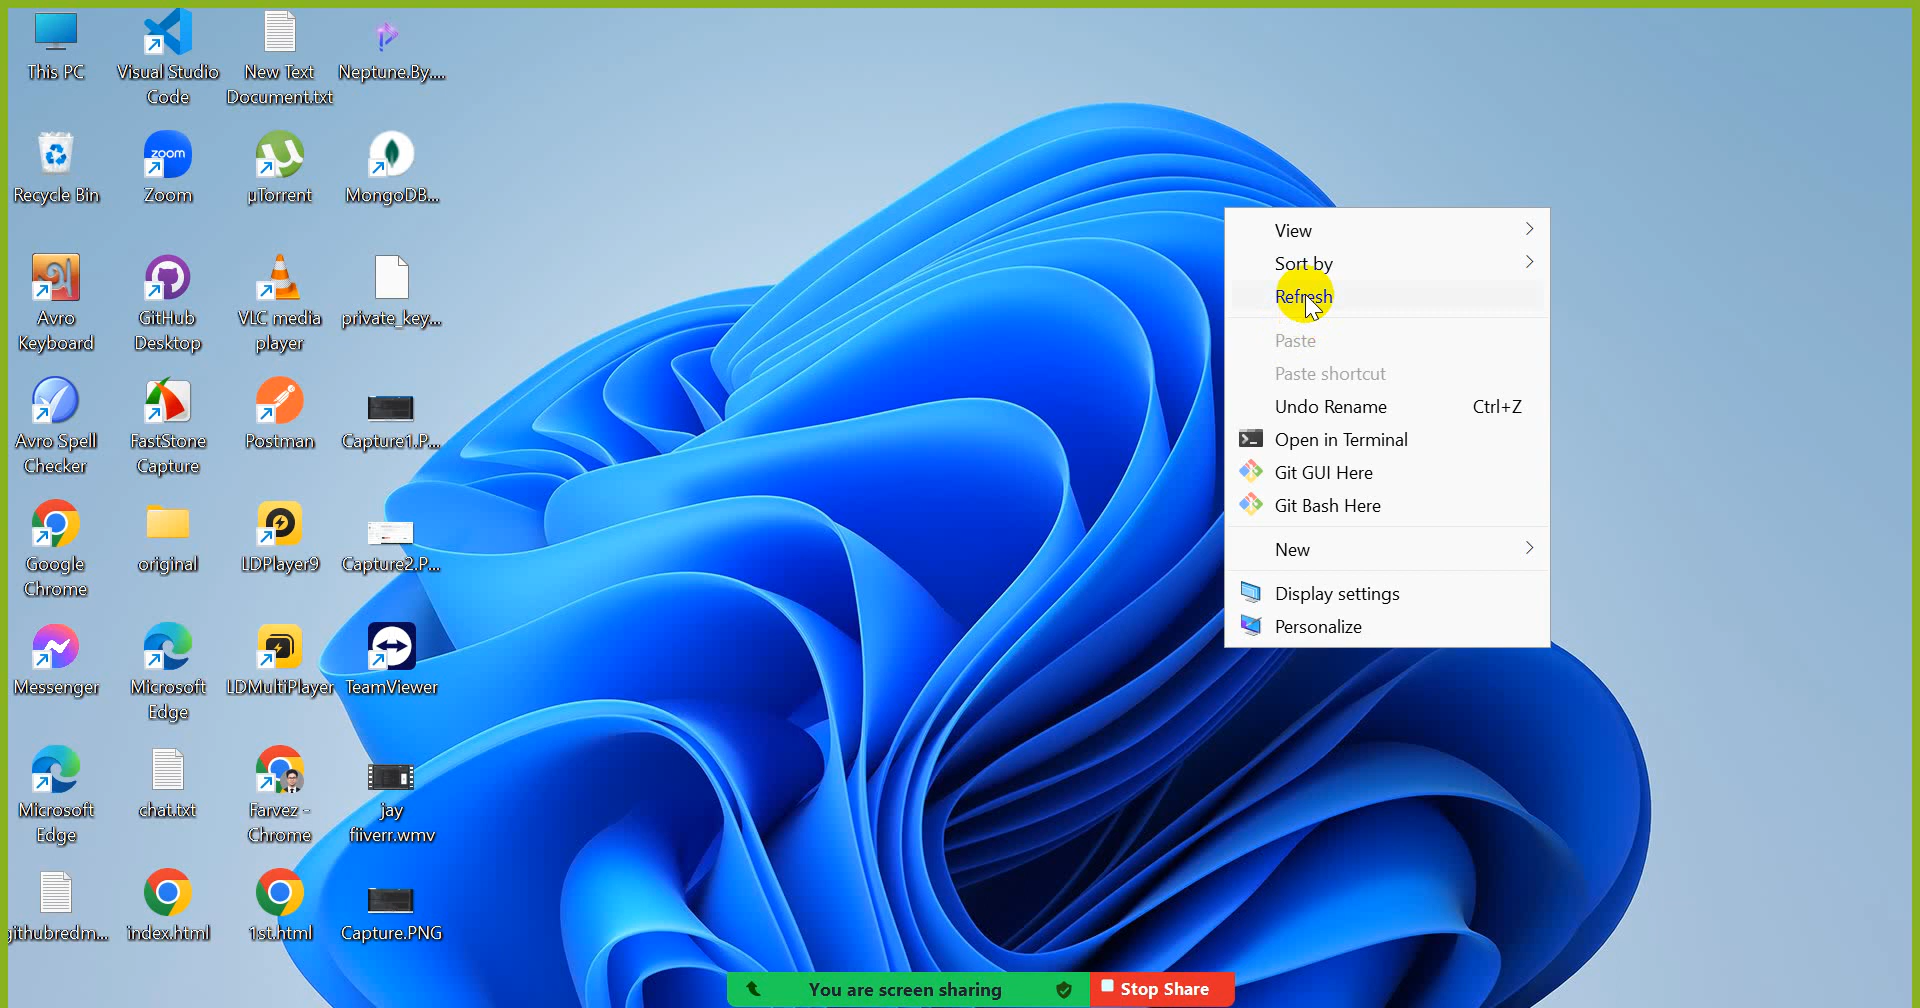 This PC
Visual Studio
Code
New Text
Document.txt
Neptune.By....
Recycle Bin
zoom
Zoom
µTorrent
MongoDB...
Avro
Keyboard
GitHub
Desktop
VLC media
player
private_key...
Avro Spell
Checker
FastStone
Capture
Postman
Capture1.P...
Google
Chrome
original
LDPlayer9
Capture2.P...
Messenger
Microsoft
Edge
LDMultiPlayer
TeamViewer
Microsoft
Edge
chat.txt
Farvez -
Chrome
jay
fiiverr.wmv
githubredm...
index.html
1st.html
Capture.PNG
View
Sort by
Refresh
Paste
Paste shortcut
Undo Rename Ctrl+Z
Open in Terminal
Git GUI Here
Git Bash Here
New
Display settings
Personalize
You are screen sharing
Stop Share